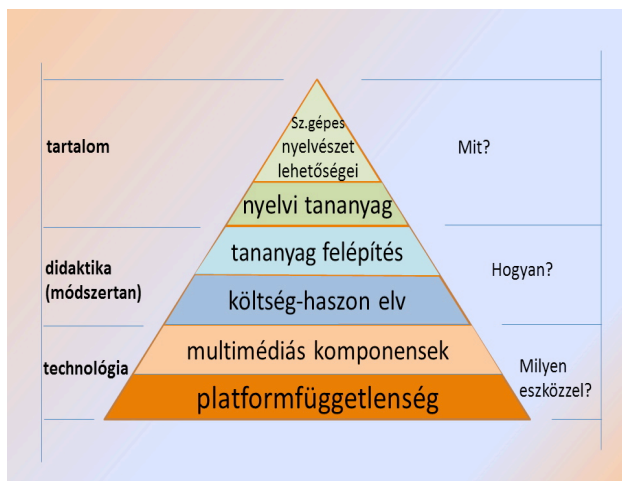 Sz.gépes
nyelvészet
lehetőségei
tartalom
Mit?
nyelvi tananyag
tananyag felépítés
didaktika
(módszertan)
Hogyan?
költség-haszon elv
multimédiás komponensek
technológia
Milyen
eszközzel?
platformfüggetlenség